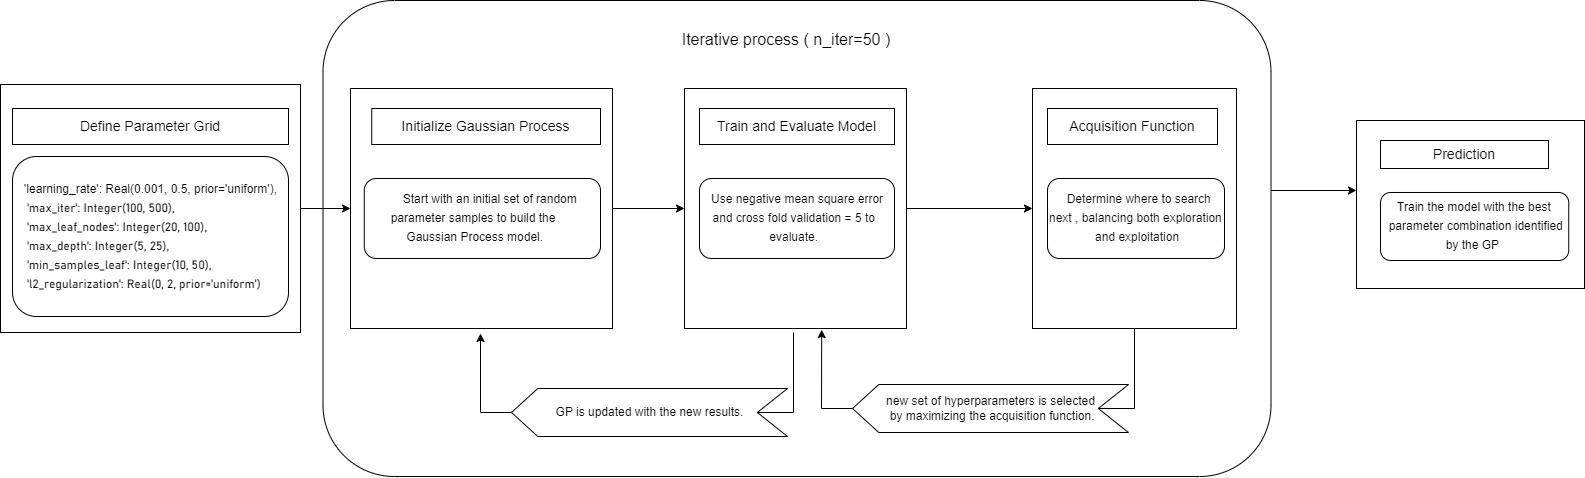 Iterative process ( n_iter=50 )
Define Parameter Grid
'learning_rate': Real(0.001, 0.5, prior='uniform'),
'max_iter': Integer(100, 500),
'max_leaf_nodes': Integer(20, 100),
'max_depth': Integer(5, 25),
'min_samples_leaf': Integer(10, 50),
'l2_regularization': Real(0, 2, prior='uniform')
Initialize Gaussian Process
Start with an initial set of random
parameter samples to build the
Gaussian Process model.
Train and Evaluate Model
Use negative mean square error
and cross fold validation = 5 to
evaluate.
Acquisition Function
Determine where to search
next , balancing both exploration
and exploitation
Prediction
Train the model with the best
parameter combination identified
by the GP
GP is updated with the new results.
new set of hyperparameters is selected
by maximizing the acquisition function.